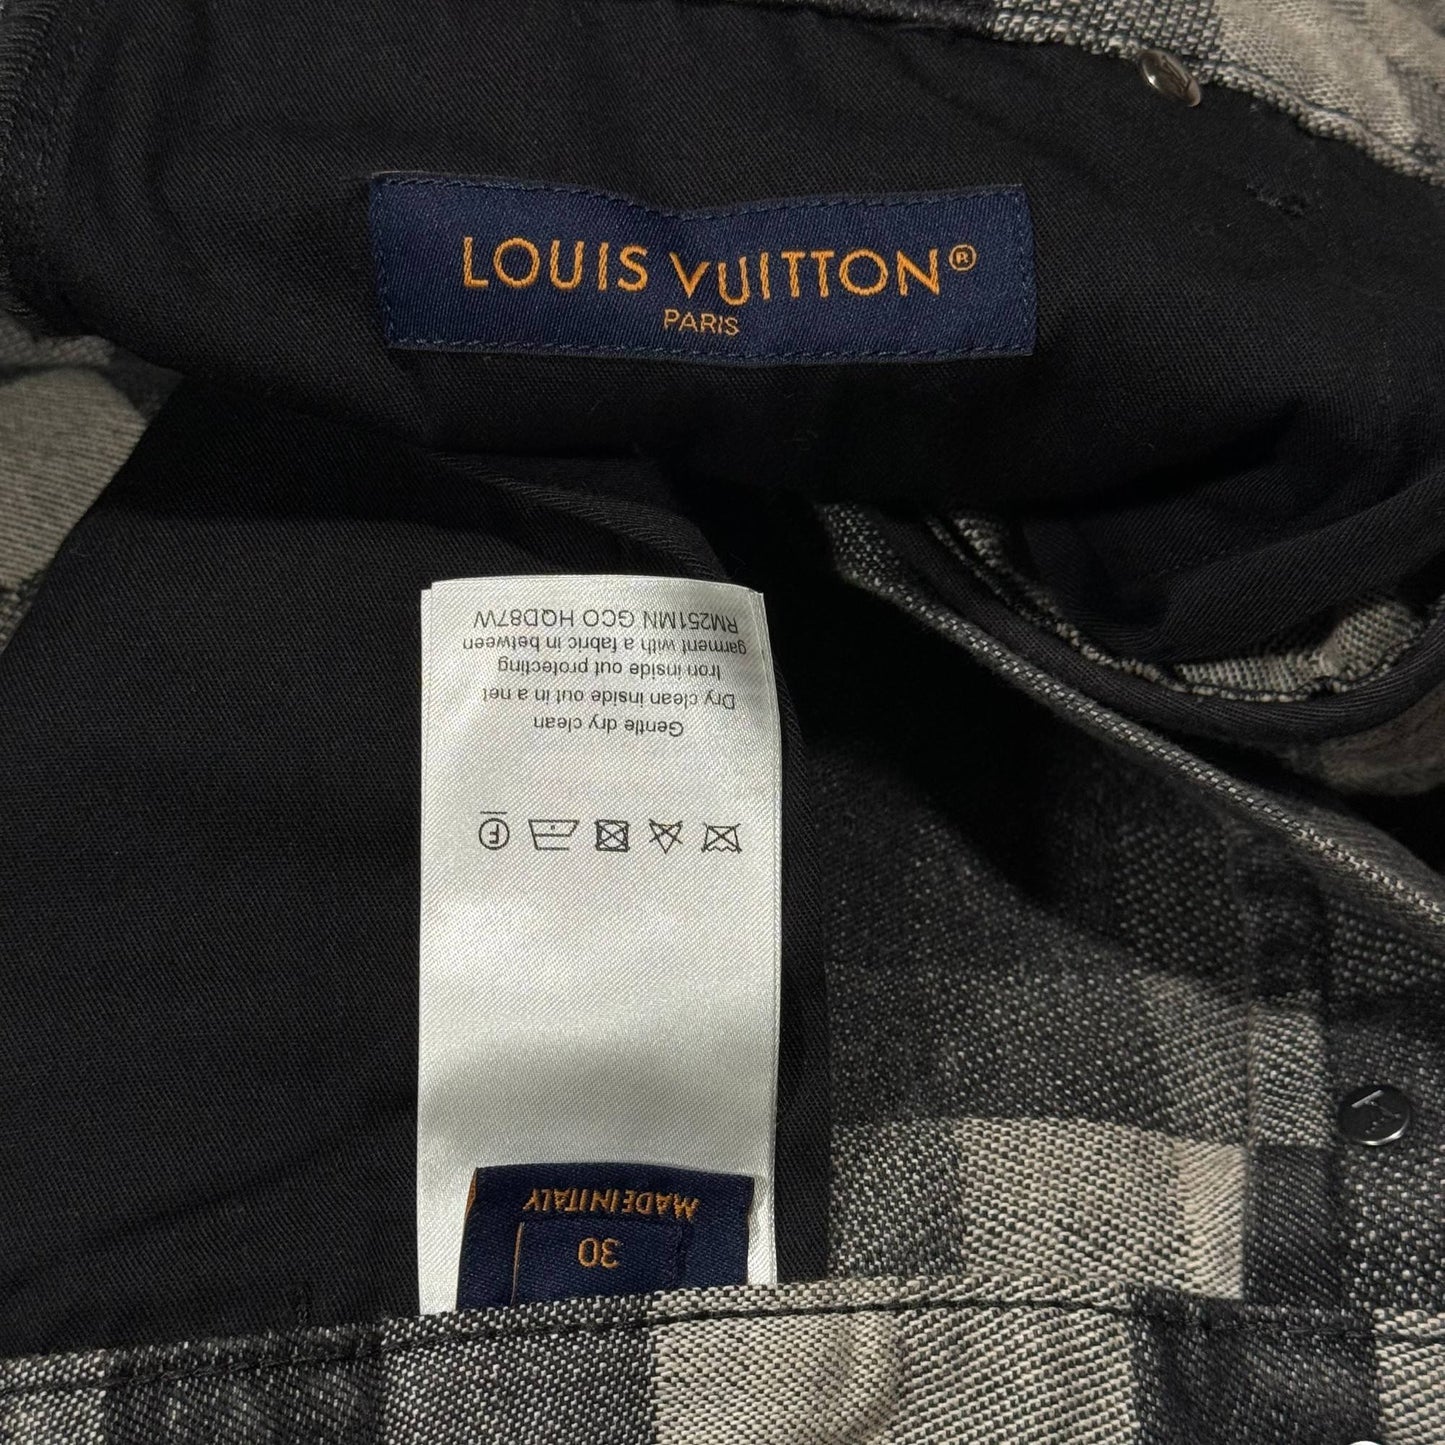 LOUIS VUITTON®
PARIS
Gentle dry clean
Dry clean inside out in a net
Iron inside out protecting
garment with a fabric in between
RM251MN GCO HQD87W
F
30
MADE IN ITALY